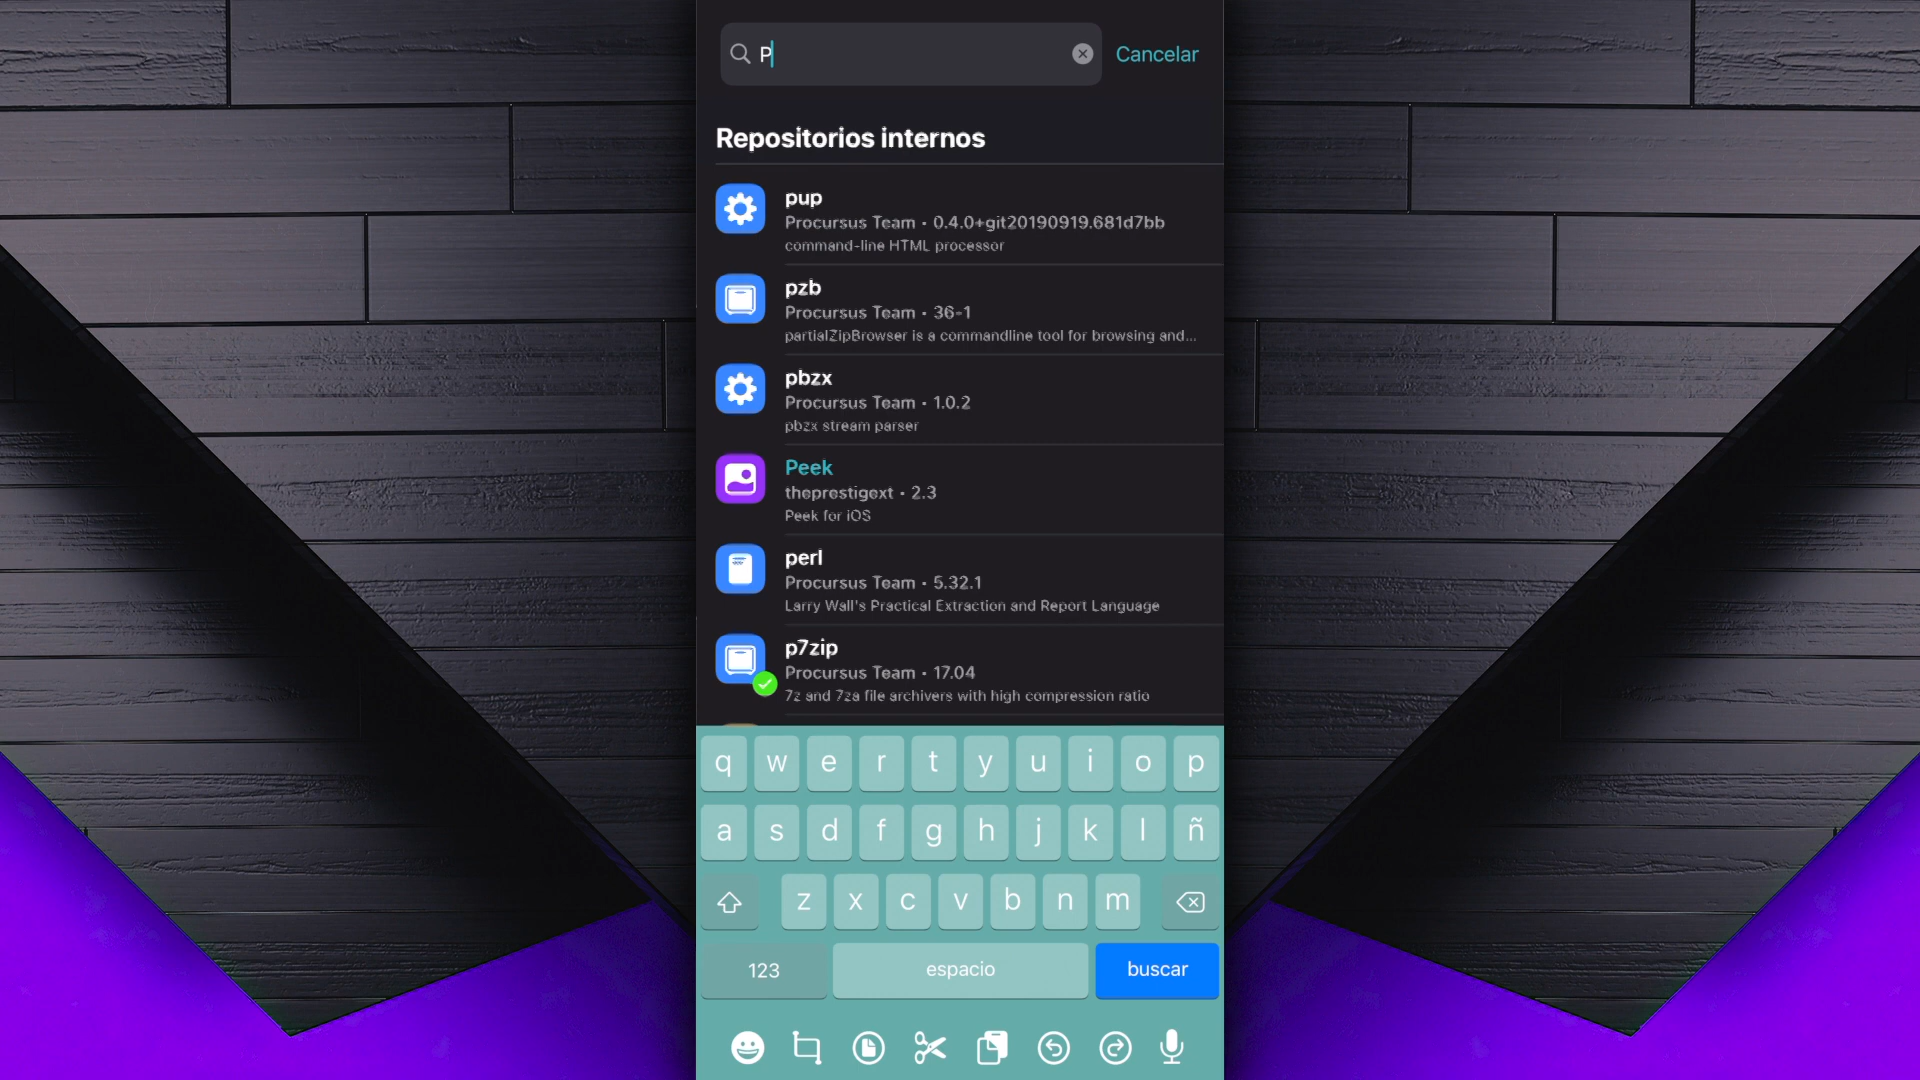 P
Cancelar
Repositorios internos
pup
Procursus Team • 0.4.0+git20190919.681d7bb
command-line HTML processor
pzb
Procursus Team • 36-1
partialZipBrowser is a commandline tool for browsing and...
pbzx
Procursus Team • 1.0.2
pbzx stream parser
Peek
theprestigext • 2.3
Peek for iOS
perl
Procursus Team • 5.32.1
Larry Wall's Practical Extraction and Report Language
p7zip
Procursus Team • 17.04
7z and 7za file archivers with high compression ratio
q w e r t y u i o p
a s d f g h j k l ñ
z x c v b n m
123 espacio buscar